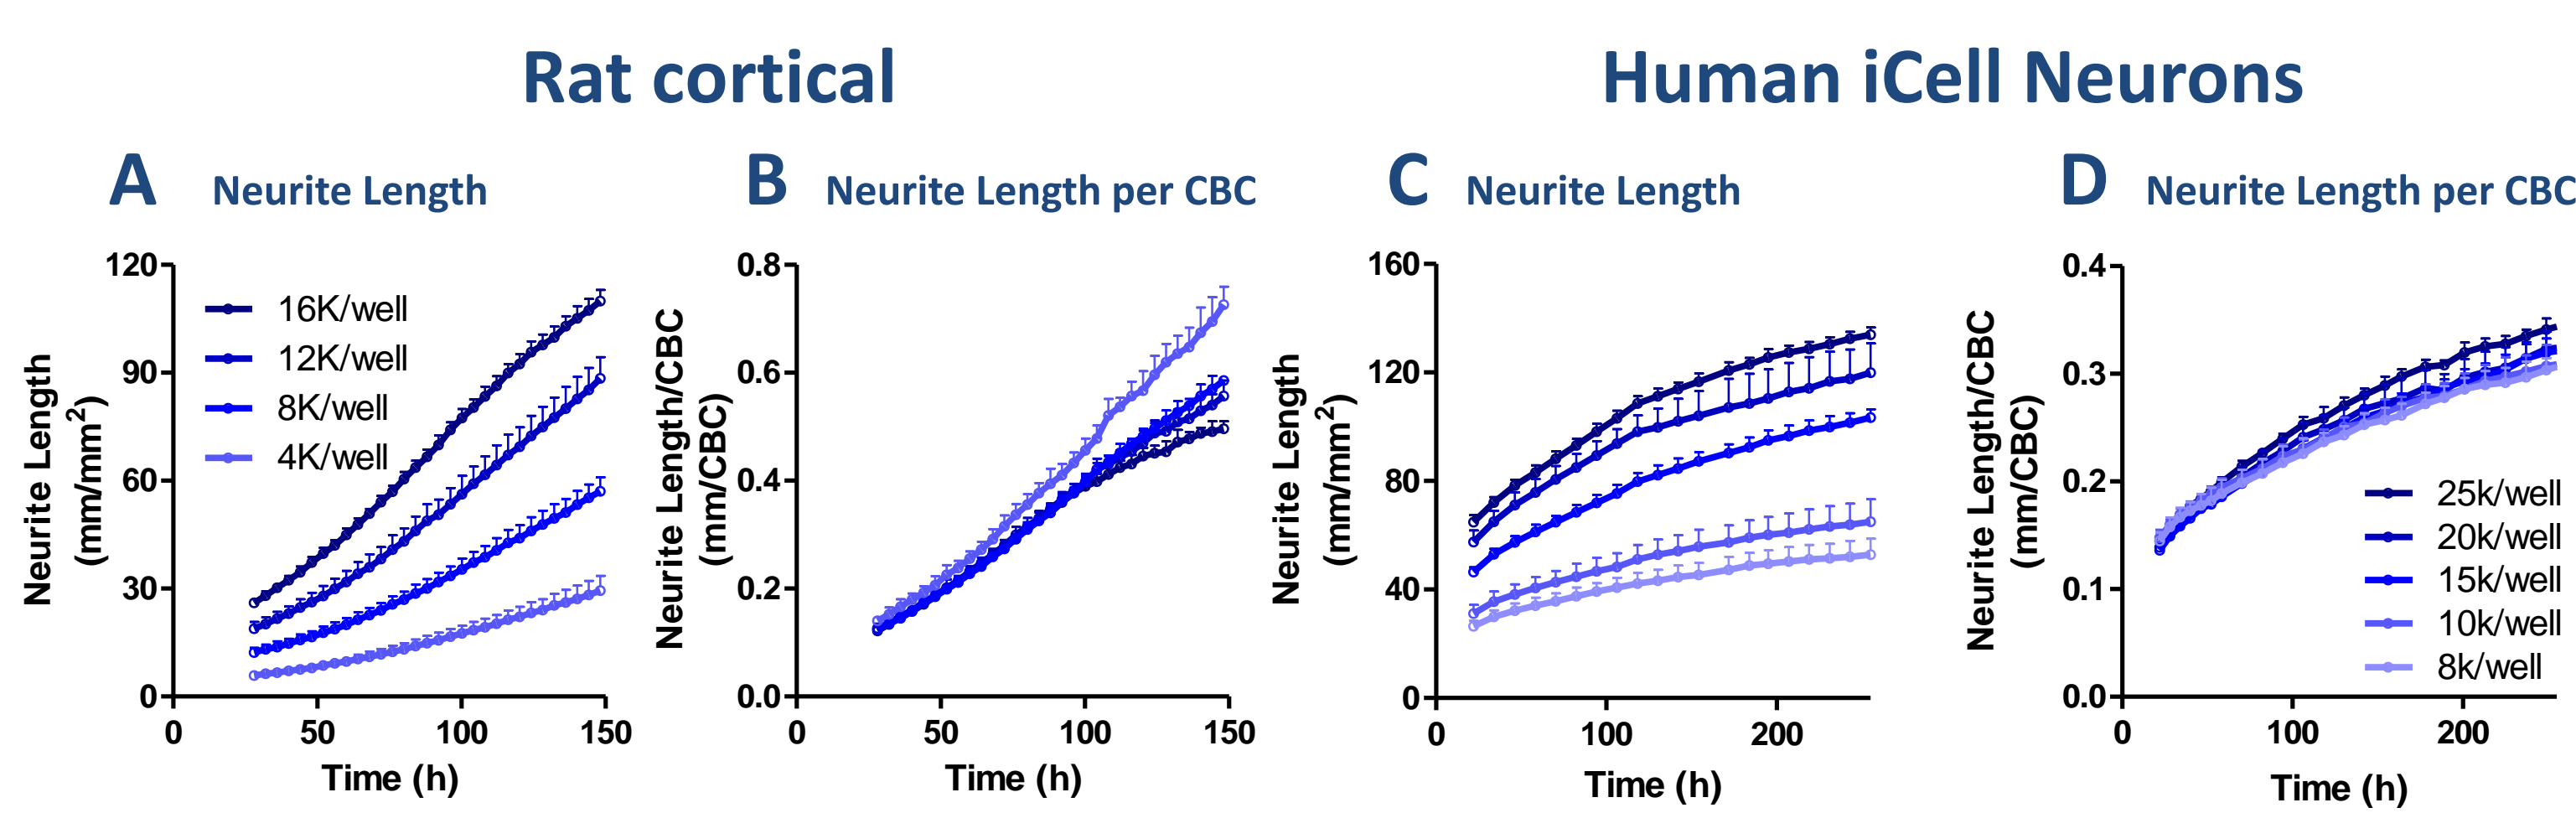 Rat cortical
Human iCell Neurons
A Neurite Length
B Neurite Length per CBC
C Neurite Length
D Neurite Length per CBC
Neurite Length
(mm/mm²)
120
90
60
30
0
16K/well
12K/well
8K/well
4K/well
0 50 100 150
Time (h)
Neurite Length/CBC
(mm/CBC)
0.8
0.6
0.4
0.2
0.0
0 50 100 150
Time (h)
Neurite Length
(mm/mm²)
160
120
80
40
0
0 100 200
Time (h)
Neurite Length/CBC
(mm/CBC)
0.4
0.3
0.2
0.1
0.0
25k/well
20k/well
15k/well
10k/well
8k/well
0 100 200
Time (h)